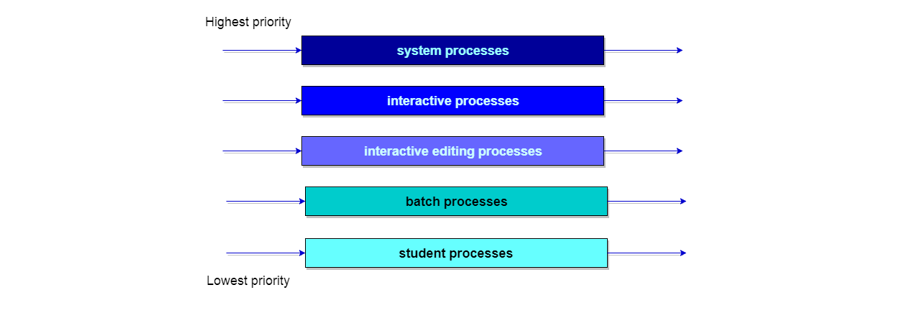 Highest priority
system processes
interactive processes
interactive editing processes
batch processes
student processes
Lowest priority